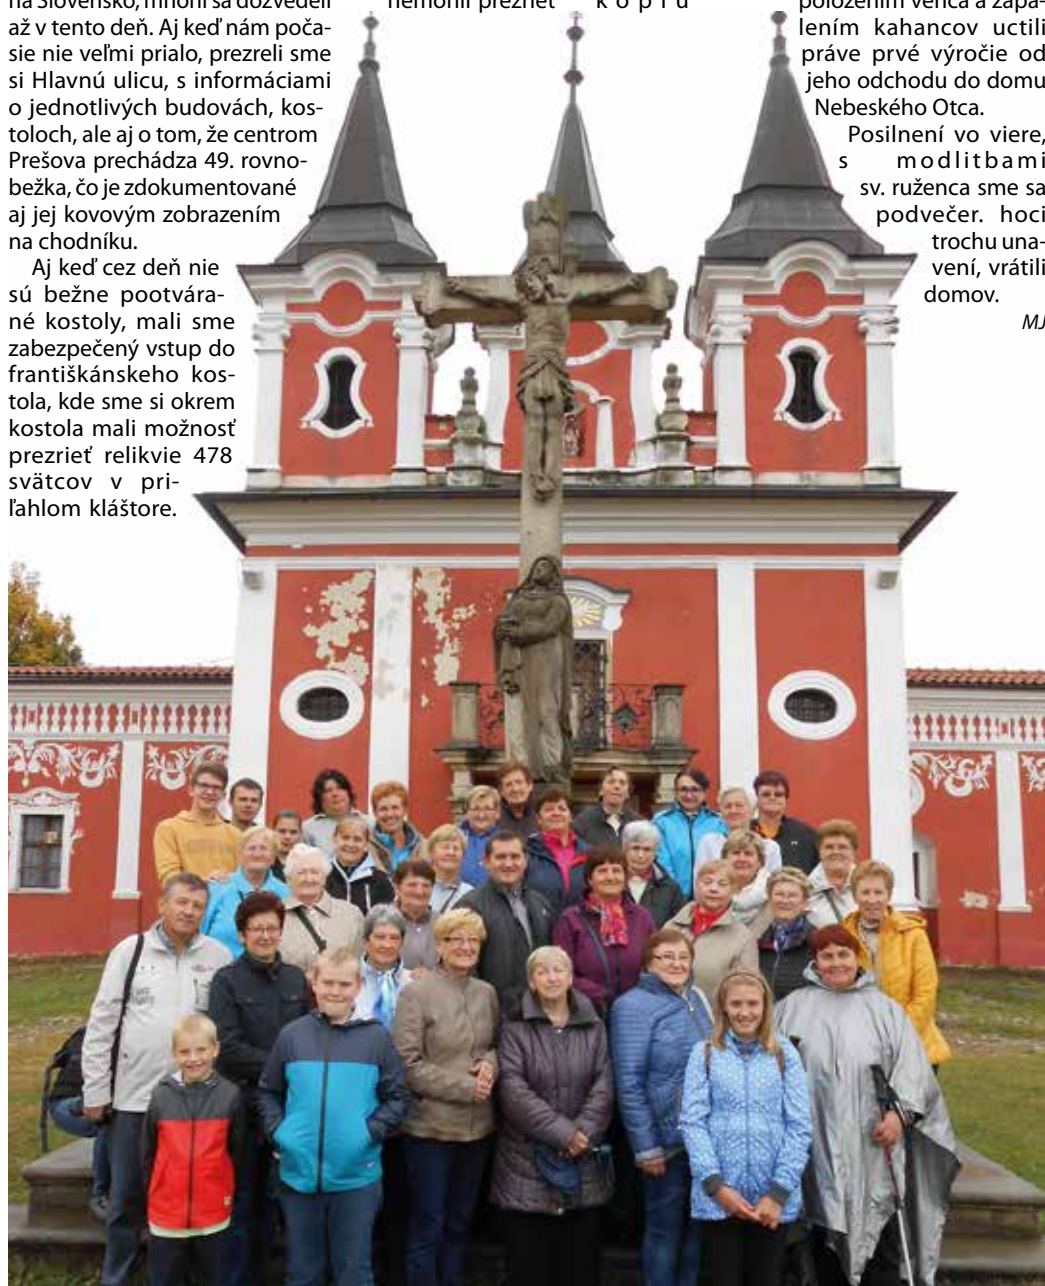 na Slovensko, mnohí sa dozvedeli
až v tento deň. Aj keď nám poča-
sie nie veľmi prialo, prezreli sme
si Hlavnú ulicu, s informáciami
o jednotlivých budovách, kos-
toloch, ale aj o tom, že centrom
Prešova prechádza 49. rovno-
bežka, čo je zdokumentované
aj jej kovovým zobrazením
na chodníku.
Aj keď cez deň nie
sú bežne pootvára-
né kostoly, mali sme
zabezpečený vstup do
františkánskeho kos-
tola, kde sme si okrem
kostola mali možnosť
prezrieť relikvie 478
svätcov v pri-
ľahlom kláštore.
nemohli prezrieť kópiu
položením venca a zapá-
lením kahancov uctili
práve prvé výročie od
jeho odchodu do domu
Nebeského Otca.
Posilnení vo viere,
s modlitbami
sv. ruženca sme sa
podvečer. hoci
trochu una-
vení, vrátili
domov.
MJ